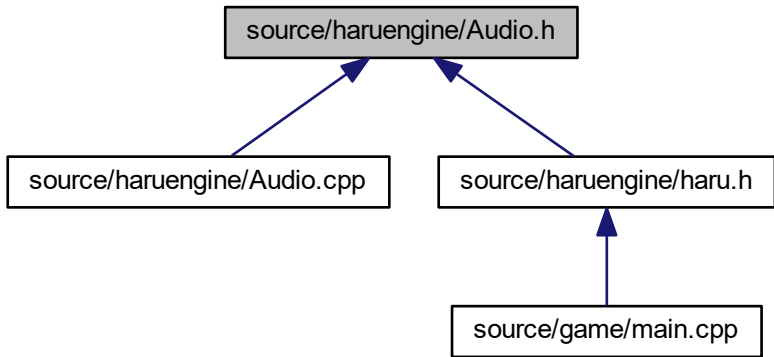 source/haruengine/Audio.h
source/haruengine/Audio.cpp
source/haruengine/haru.h
source/game/main.cpp